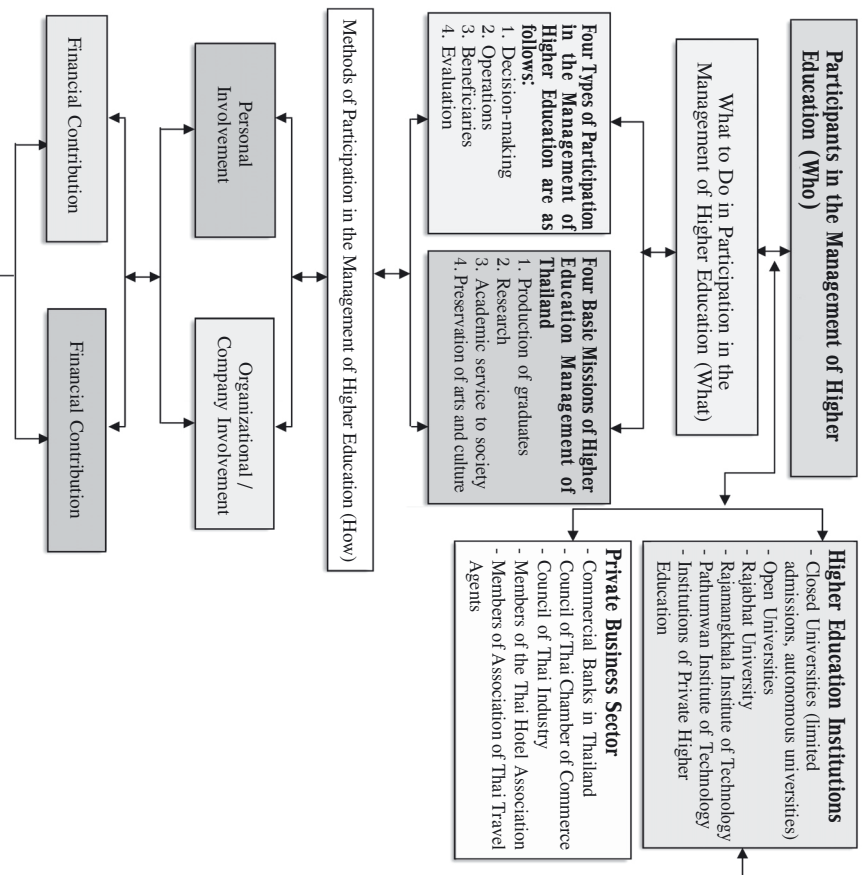 Participants in the Management of Higher
Education (Who)
What to Do in Participation in the
Management of Higher Education (What)
Higher Education Institutions
- Closed Universities (limited
admissions, autonomous universities)
- Open Universities
- Rajabhat University
- Rajamangkhala Institute of Technology
- Pathumwan Institute of Technology
- Institutions of Private Higher
Education
Four Types of Participation
in the Management of
Higher Education are as
follows:
1. Decision-making
2. Operations
3. Beneficiaries
4. Evaluation
Four Basic Missions of Higher
Education Management of
Thailand
1. Production of graduates
2. Research
3. Academic service to society
4. Preservation of arts and culture
Private Business Sector
- Commercial Banks in Thailand
- Council of Thai Chamber of Commerce
- Council of Thai Industry
- Members of the Thai Hotel Association
- Members of Association of Thai Travel
Agents
Methods of Participation in the Management of Higher Education (How)
Personal
Involvement
Organizational /
Company Involvement
Financial Contribution
Financial Contribution